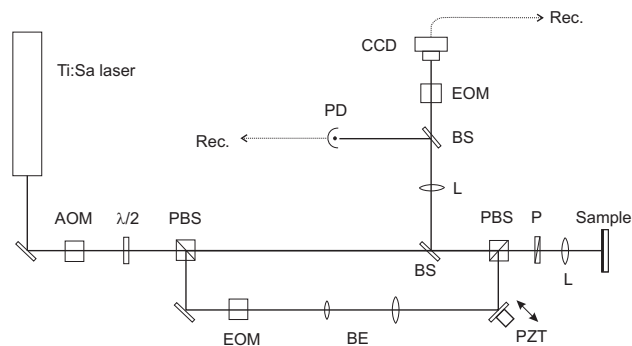 Rec.
CCD
Ti:Sa laser
EOM
PD
Rec.
BS
L
AOM
λ/2
PBS
PBS
P
Sample
BS
L
EOM
BE
PZT